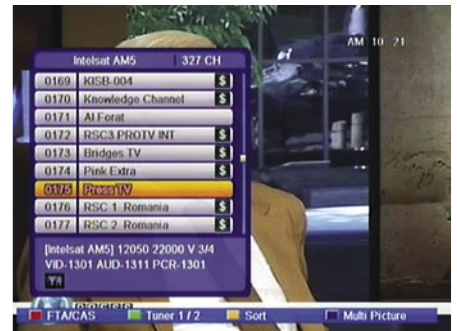 AM 10 21
Intelsat AM5 327 CH
0169 KISB-004 $
0170 Knowledge Channel $
0171 Al Forat
0172 RSC3 PROTV INT $
0173 Bridges TV $
0174 Pink Extra $
0175 Press TV
0176 RSC 1 Romania $
0177 RSC 2 Romania $
[Intelsat AM5] 12050 22000 V 3/4
VID-1301 AUD-1311 PCR-1301
FTA/CAS Tuner 1 / 2 Sort Multi Picture